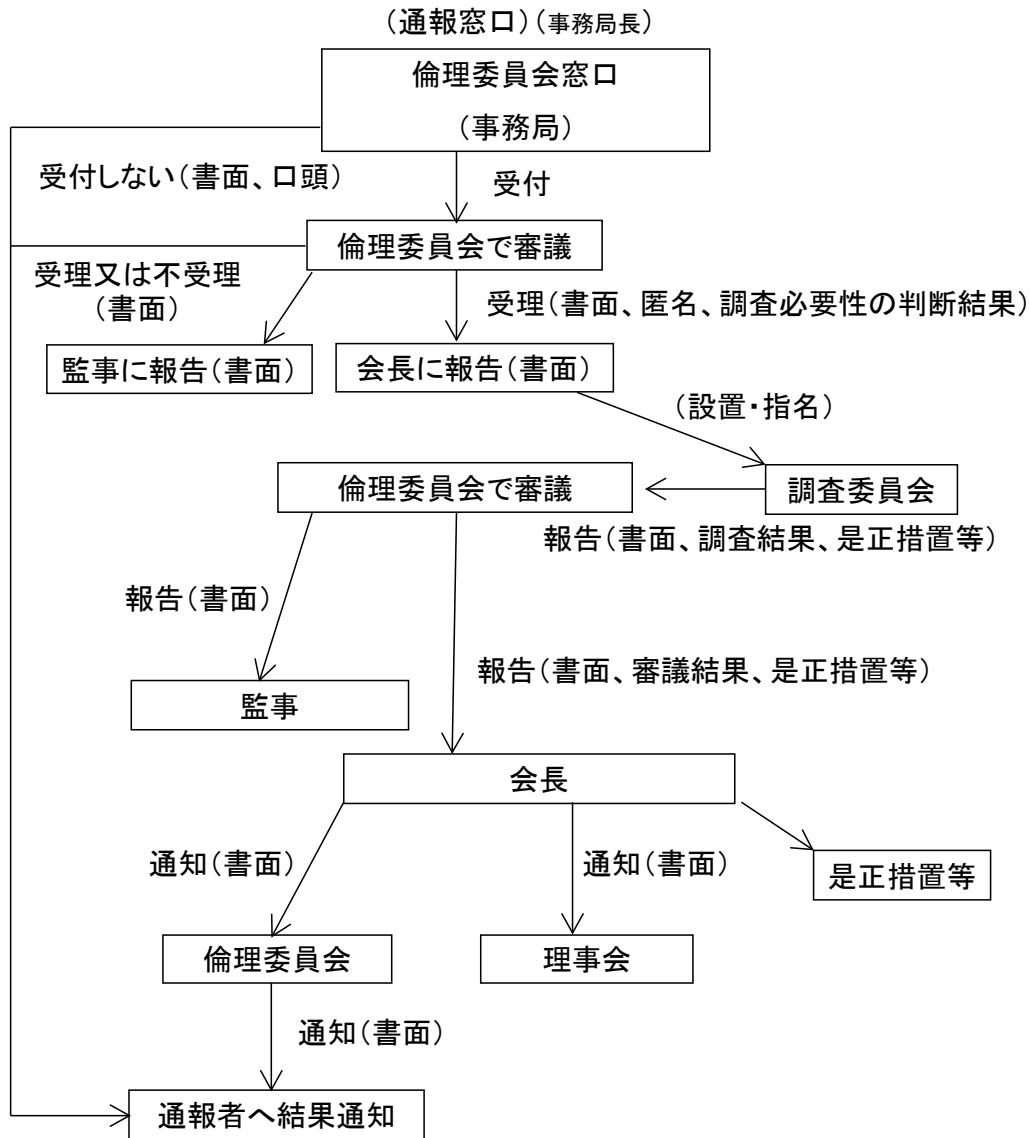 (通報窓口)(事務局長)
倫理委員会窓口
(事務局)
受付しない(書面、口頭)
受付
倫理委員会で審議
受理又は不受理
(書面)
受理(書面、匿名、調査必要性の判断結果)
監事に報告(書面)
会長に報告(書面)
(設置・指名)
倫理委員会で審議
調査委員会
報告(書面、調査結果、是正措置等)
報告(書面)
報告(書面、審議結果、是正措置等)
監事
会長
通知(書面)
通知(書面)
是正措置等
倫理委員会
理事会
通知(書面)
通報者へ結果通知